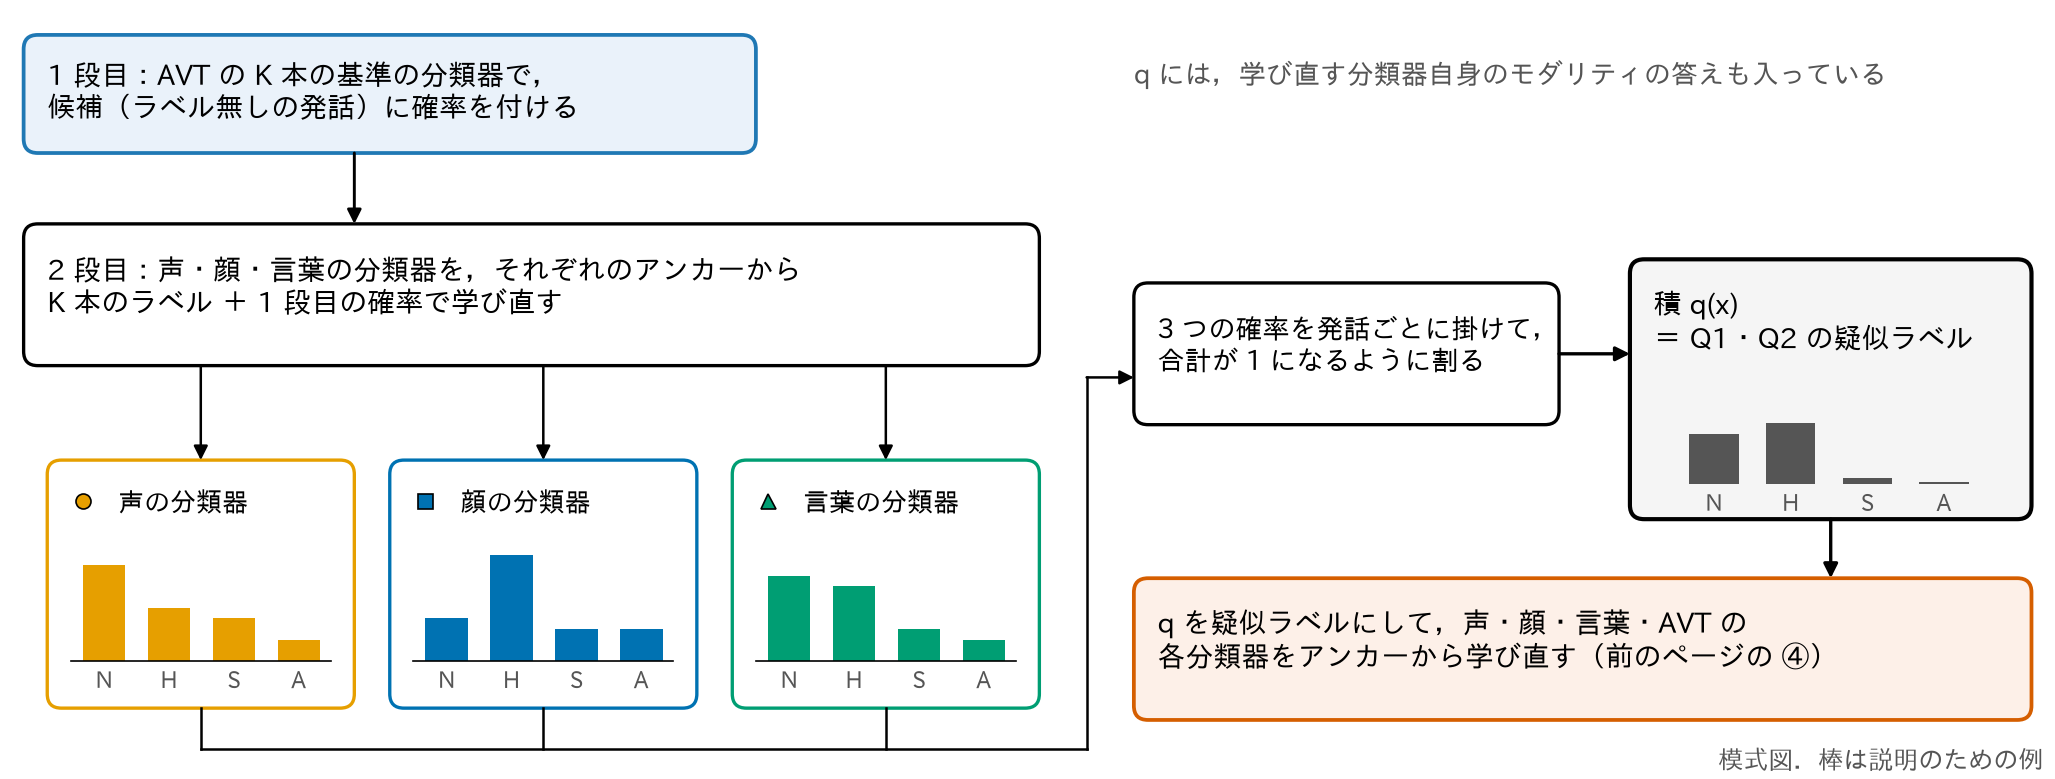 1 段目：AVT の K 本の基準の分類器で，
候補（ラベル無しの発話）に確率を付ける
q には，学び直す分類器自身のモダリティの答えも入っている
2 段目：声・顔・言葉の分類器を，それぞれのアンカーから
K 本のラベル ＋ 1 段目の確率で学び直す
3 つの確率を発話ごとに掛けて，
合計が 1 になるように割る
積 q(x)
＝ Q1・Q2 の疑似ラベル
N H S A
声の分類器
N H S A
顔の分類器
N H S A
言葉の分類器
N H S A
q を疑似ラベルにして，声・顔・言葉・AVT の
各分類器をアンカーから学び直す（前のページの ④）
模式図．棒は説明のための例